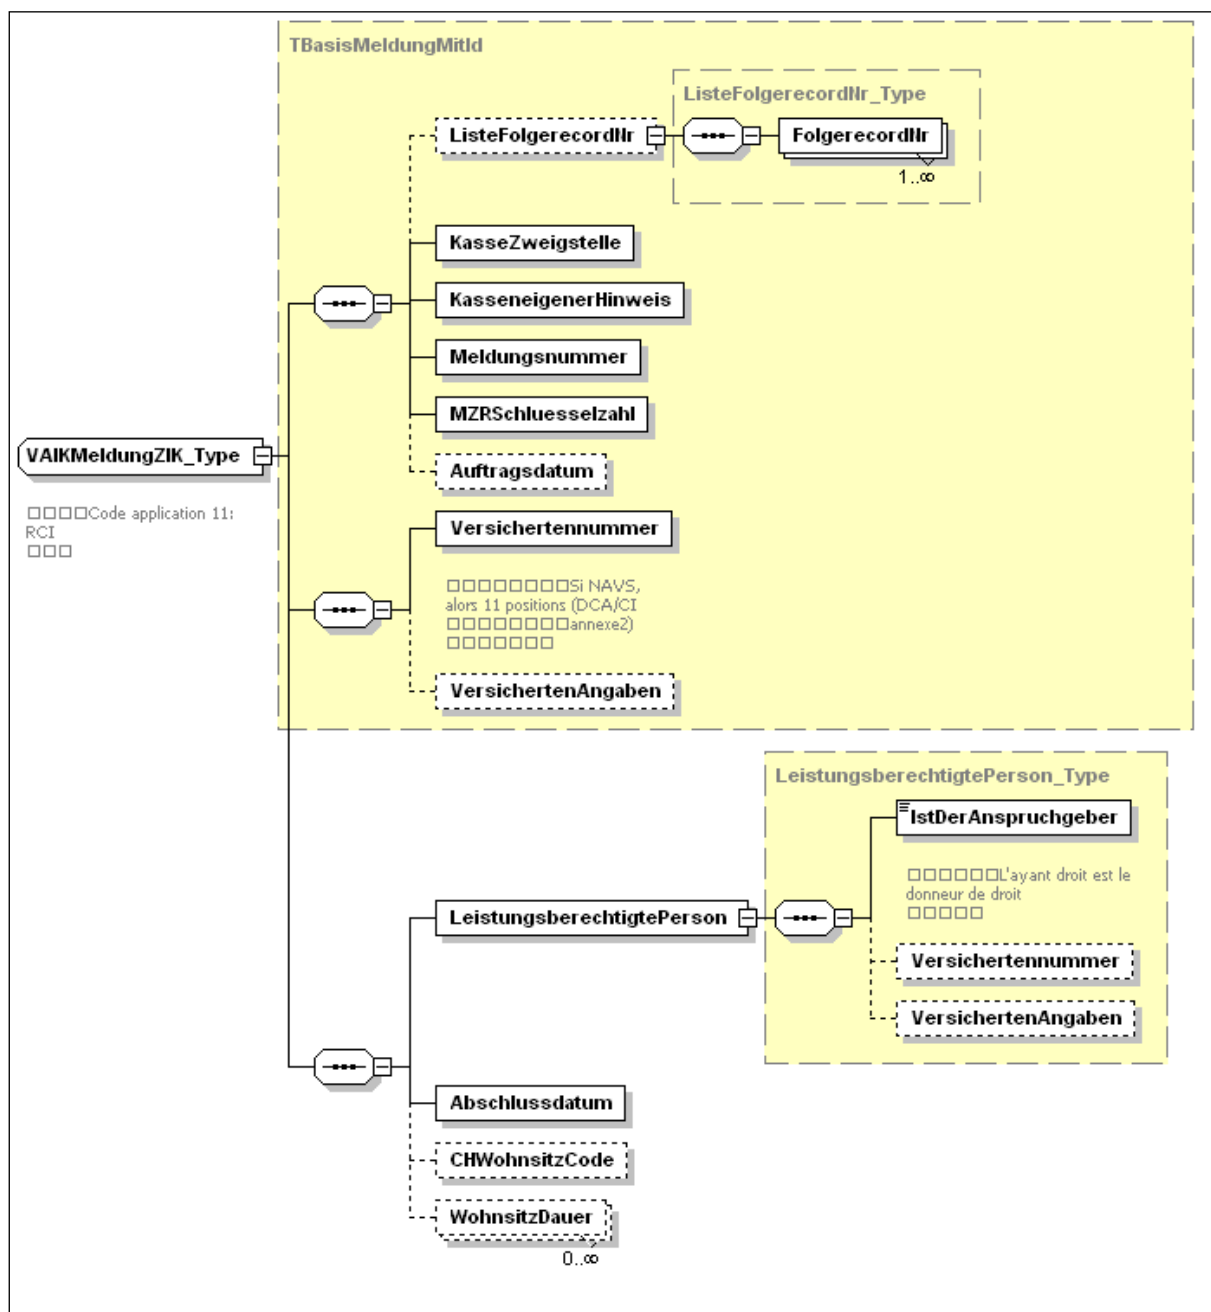 TBasisMeldungMitId
ListeFolgerecordNr_Type
ListeFolgerecordNr
FolgerecordNr
1..∞
KasseZweigstelle
KasseneigenerHinweis
Meldungsnummer
MZRSchluesselzahl
VAIKMeldungZIK_Type
Auftragsdatum
□□□□Code application 11:
RCI
□□□
Versichertennummer
□□□□□□□□Si NAVS,
alors 11 positions (DCA/CI
□□□□□□□□annexe2)
□□□□□□□
VersichertenAngaben
LeistungsberechtigtePerson_Type
IstDerAnspruchgeber
□□□□□□L'ayant droit est le
donneur de droit
□□□□□
LeistungsberechtigtePerson
Versichertennummer
VersichertenAngaben
Abschlussdatum
CHWohnsitzCode
WohnsitzDauer
0..∞